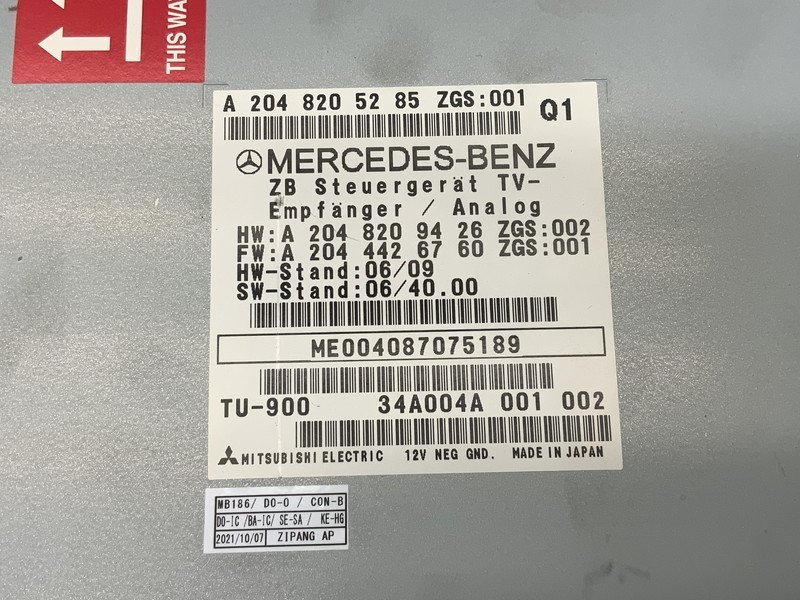 THIS WAY
A 204 820 52 85 ZGS:001
Q1
MERCEDES-BENZ
ZB Steuergerät TV-
Empfänger / Analog
HW:A 204 820 94 26 ZGS:002
FW:A 204 442 67 60 ZGS:001
HW-Stand:06/09
SW-Stand:06/40.00
ME004087075189
TU-900 34A004A 001 002
MITSUBISHI ELECTRIC 12V NEG GND. MADE IN JAPAN
MB186/ DO-O / CON-B
DO-IC /BA-IC/ SE-SA / KE-HG
2021/10/07 ZIPANG AP